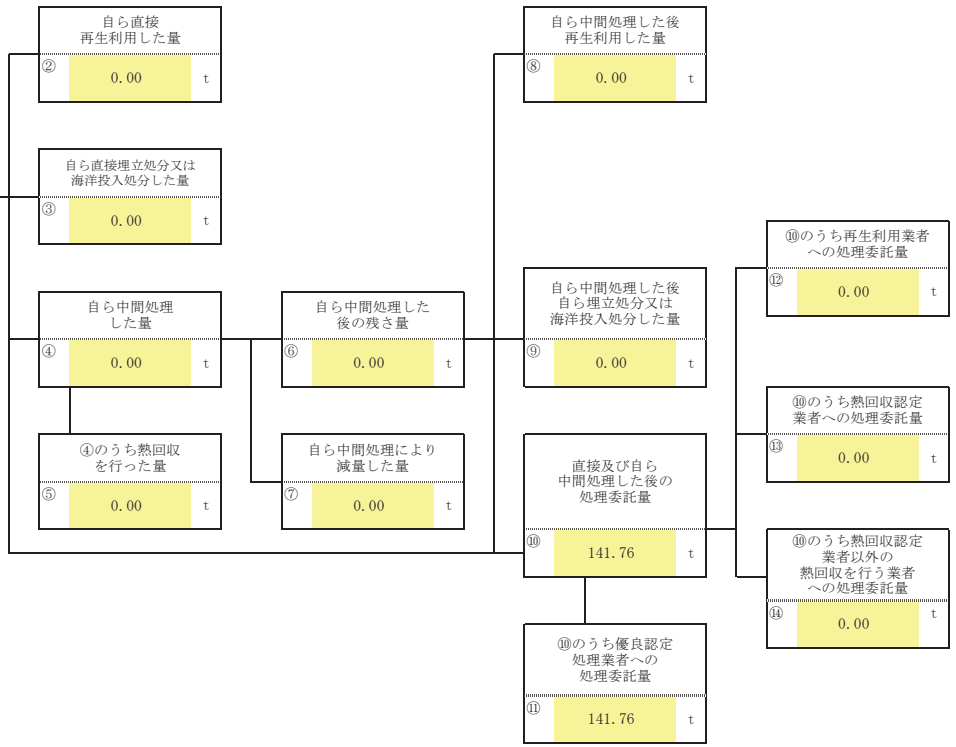 自ら直接
再生利用した量
② 0.00 t
自ら直接埋立処分又は
海洋投入処分した量
③ 0.00 t
自ら中間処理
した量
④ 0.00 t
④のうち熱回収
を行った量
⑤ 0.00 t
自ら中間処理した
後の残さ量
⑥ 0.00 t
自ら中間処理により
減量した量
⑦ 0.00 t
自ら中間処理した後
再生利用した量
⑧ 0.00 t
自ら中間処理した後
自ら埋立処分又は
海洋投入処分した量
⑨ 0.00 t
直接及び自ら
中間処理した後の
処理委託量
⑩ 141.76 t
⑩のうち優良認定
処理業者への
処理委託量
⑪ 141.76 t
⑩のうち再生利用業者
への処理委託量
⑫ 0.00 t
⑩のうち熱回収認定
業者への処理委託量
⑬ 0.00 t
⑩のうち熱回収認定
業者以外の
熱回収を行う業者
への処理委託量
⑭ 0.00 t